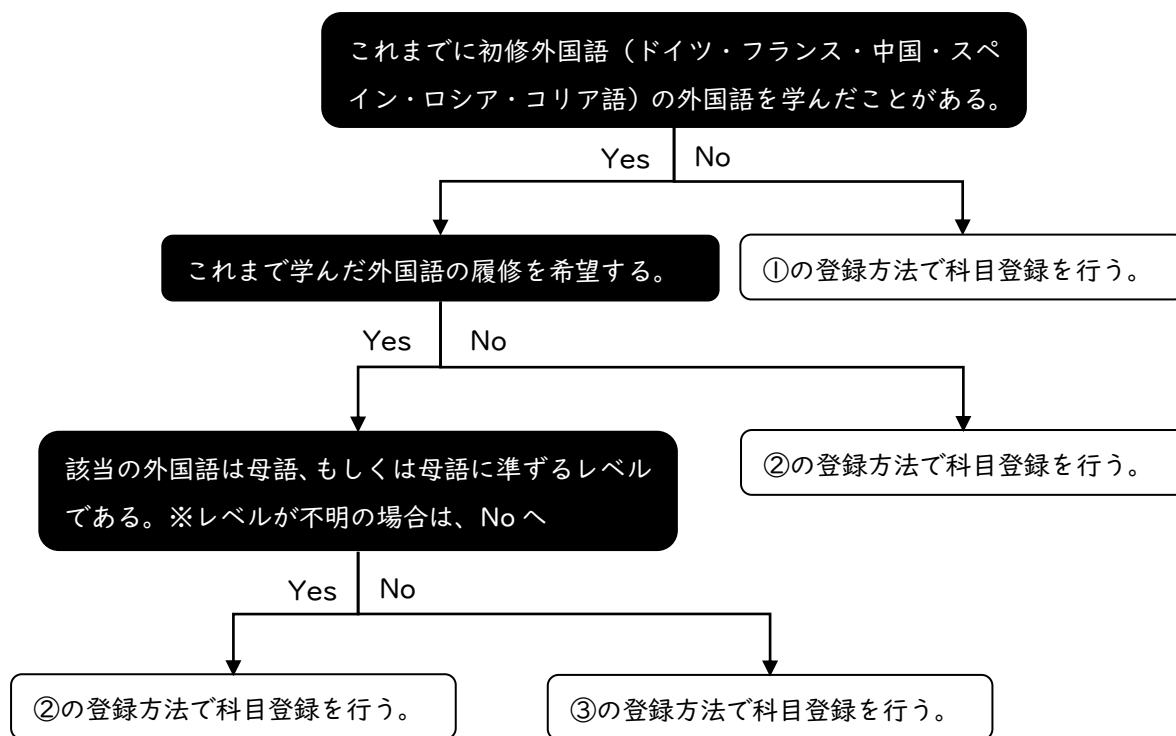 これまでに初修外国語（ドイツ・フランス・中国・スペ
イン・ロシア・コリア語）の外国語を学んだことがある。
Yes
No
これまで学んだ外国語の履修を希望する。
①の登録方法で科目登録を行う。
Yes
No
該当の外国語は母語、もしくは母語に準ずるレベル
である。※レベルが不明の場合は、No へ
②の登録方法で科目登録を行う。
Yes
No
②の登録方法で科目登録を行う。
③の登録方法で科目登録を行う。